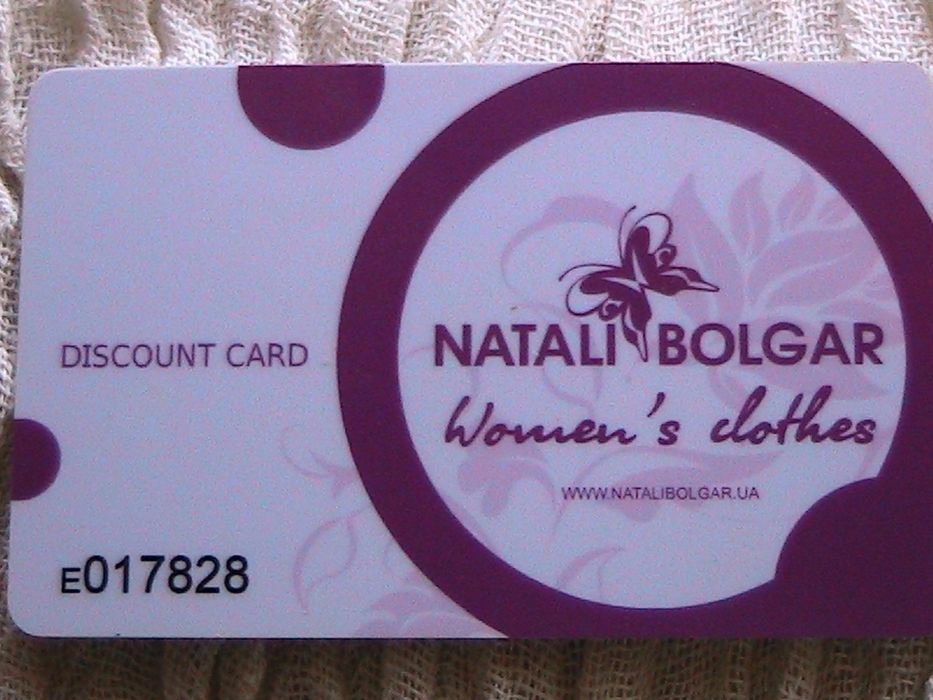 NATALI BOLGAR
Women's clothes
WWW.NATALIBOLGAR.UA
DISCOUNT CARD
E017828